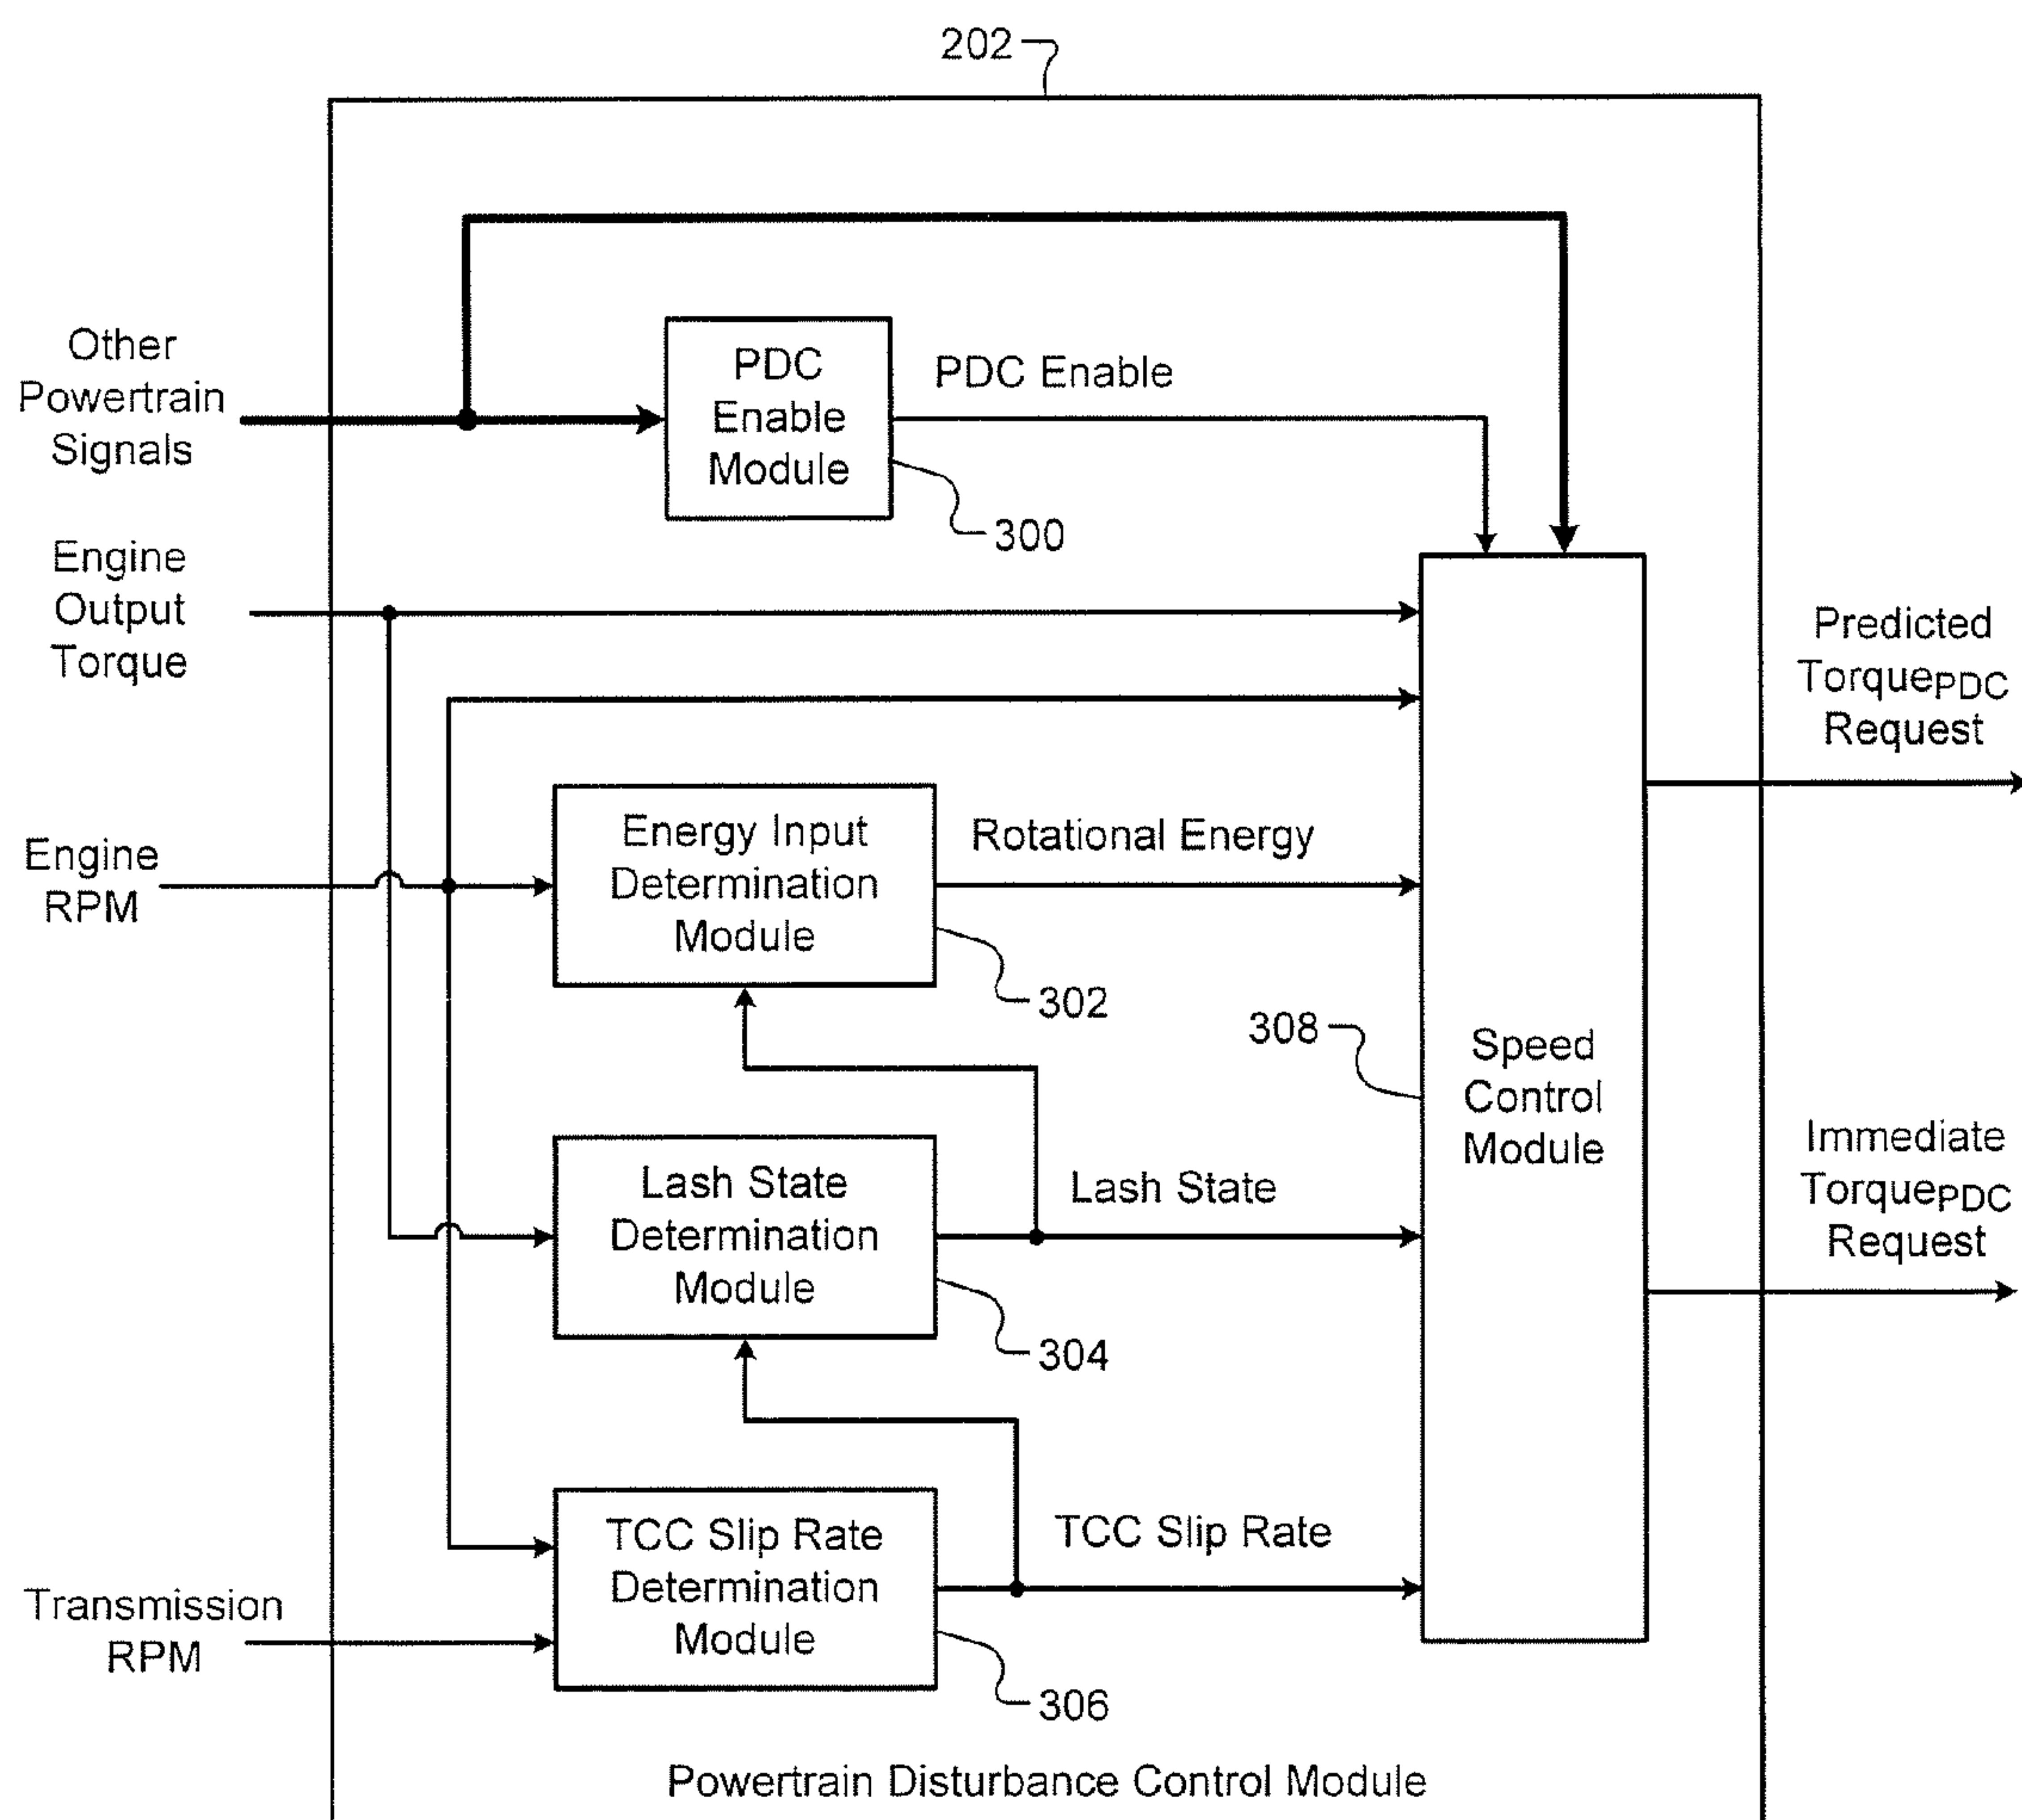 202
Other
Powertrain
Signals
PDC
Enable
Module
PDC Enable
300
Engine
Output
Torque
Predicted
TorquePDC
Request
Engine
RPM
Energy Input
Determination
Module
Rotational Energy
302
308
Speed
Control
Module
Lash State
Determination
Module
Lash State
304
Immediate
TorquePDC
Request
Transmission
RPM
TCC Slip Rate
Determination
Module
TCC Slip Rate
306
Powertrain Disturbance Control Module